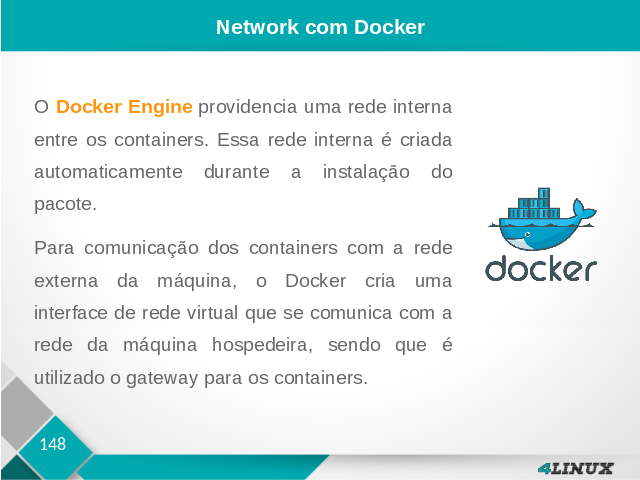 Network com Docker
O Docker Engine providencia uma rede interna
entre os containers. Essa rede interna é criada
automaticamente durante a instalação do
pacote.
Para comunicação dos containers com a rede
externa da máquina, o Docker cria uma
interface de rede virtual que se comunica com a
rede da máquina hospedeira, sendo que é
utilizado o gateway para os containers.
docker
148
4LINUX